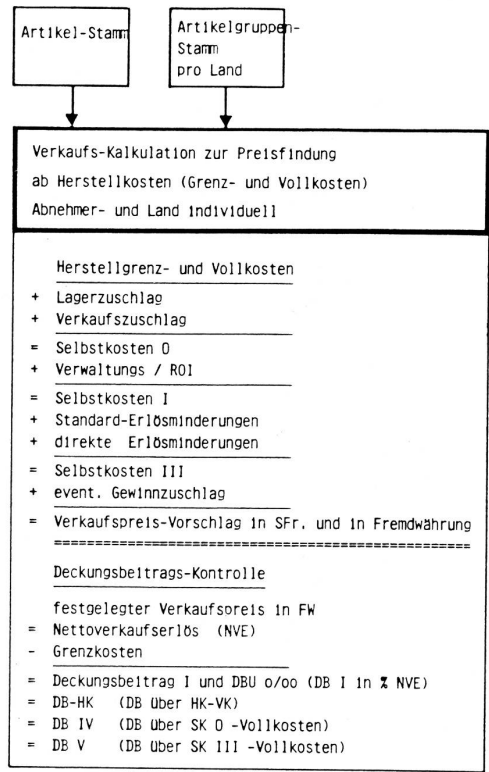 Artikel-Stamm
Artikelgruppen-
Stamm
pro Land
Verkaufs-Kalkulation zur Preisfindung
ab Herstellkosten (Grenz- und Vollkosten)
Abnehmer- und Land individuell
Herstellgrenz- und Vollkosten
+ Lagerzuschlag
+ Verkaufszuschlag
= Selbstkosten 0
+ Verwaltungs / ROI
= Selbstkosten I
+ Standard-Erlösminderungen
+ direkte Erlösminderungen
= Selbstkosten III
+ event. Gewinnzuschlag
= Verkaufspreis-Vorschlag in SFr. und in Fremdwährung
Deckungsbeitrags-Kontrolle
festgelegter Verkaufspreis in FW
= Nettoverkaufserlös (NVE)
- Grenzkosten
= Deckungsbeitrag I und DBU o/oo (DB I in % NVE)
= DB-HK (DB über HK-VK)
= DB IV (DB über SK 0 -Vollkosten)
= DB V (DB über SK III -Vollkosten)